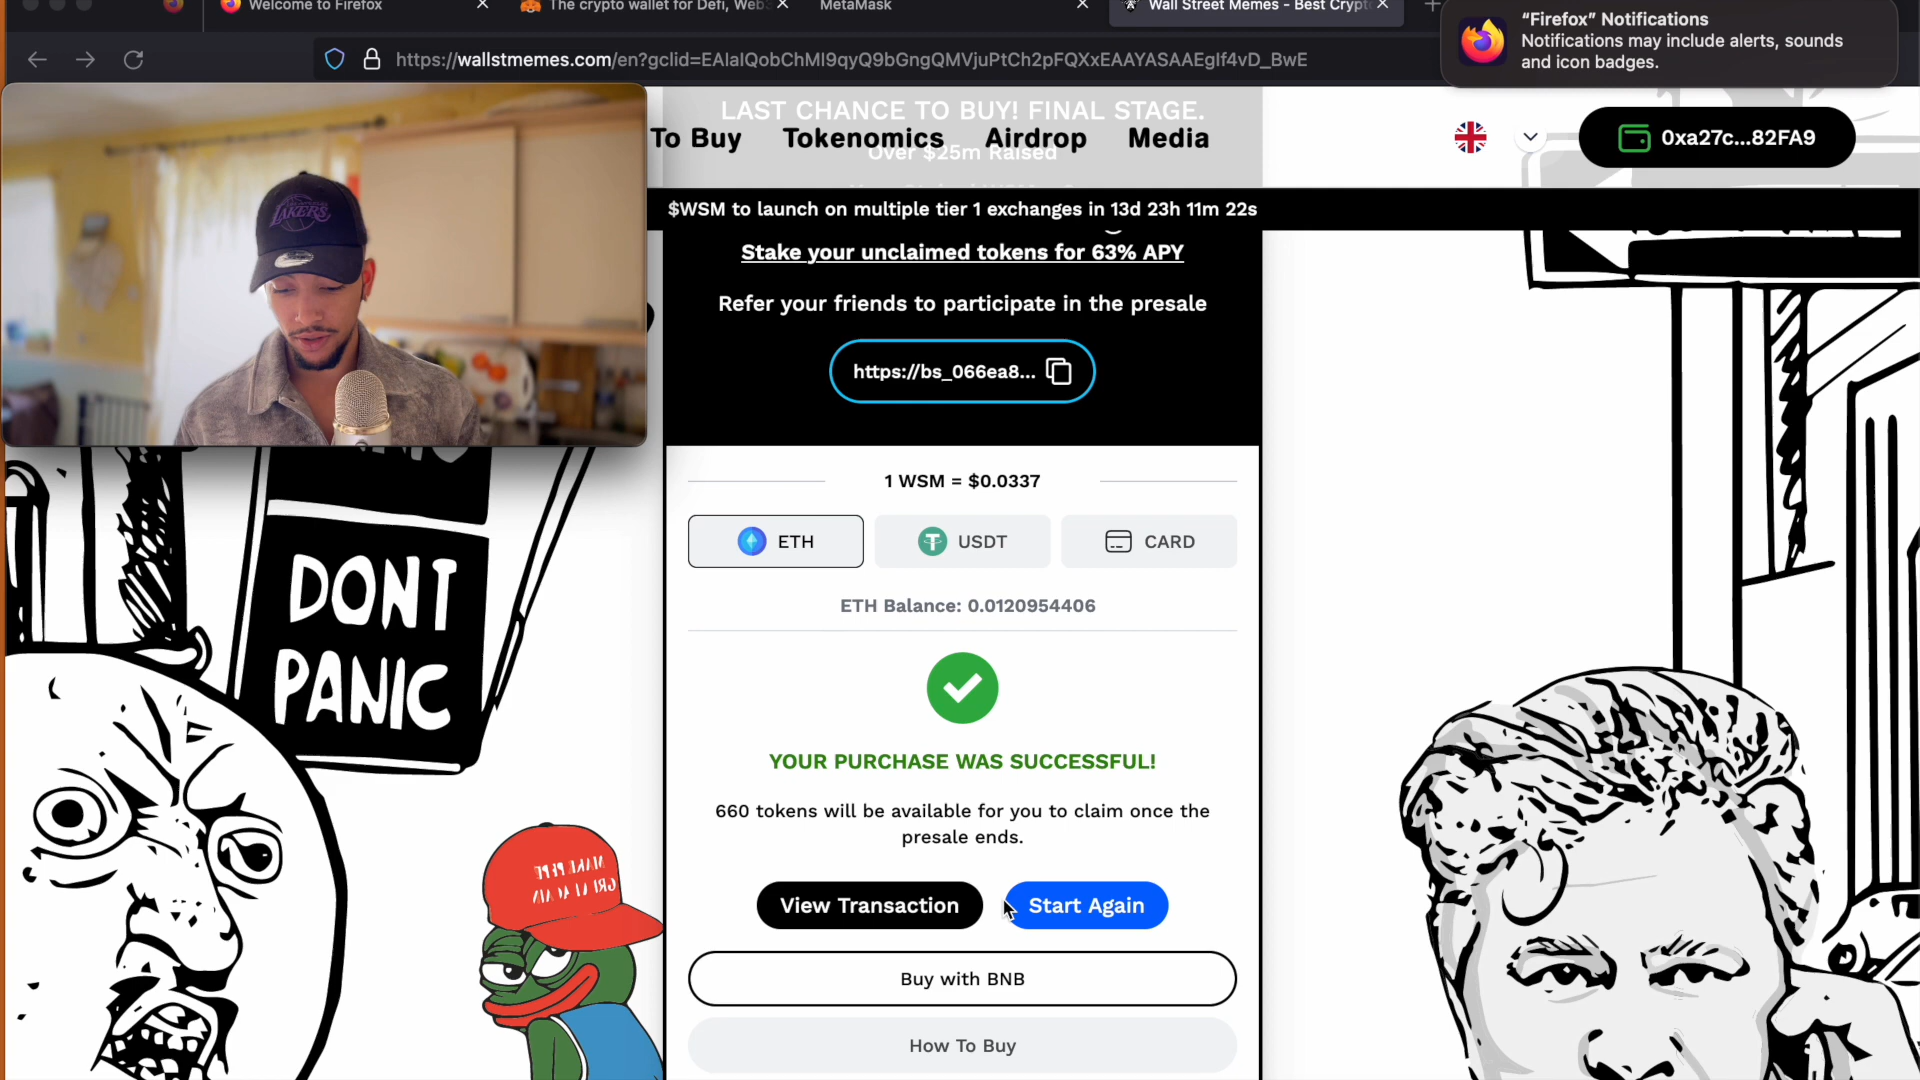 Welcome to Firefox
The crypto wallet for Defi, Web3
MetaMask
Wall Street Memes - Best Crypt
"Firefox" Notifications
Notifications may include alerts, sounds
and icon badges.
https://wallstmemes.com/en?gclid=EAIaIQobChMI9qyQ9bGngQMVjuPtCh2pFQXxEAAYASAAEgIf4vD_BwE
LAST CHANCE TO BUY! FINAL STAGE.
To Buy Tokenomics Airdrop Media
0xa27c...82FA9
Over $25m Raised
$WSM to launch on multiple tier 1 exchanges in 13d 23h 11m 22s
LAKERS
Stake your unclaimed tokens for 63% APY
Refer your friends to participate in the presale
https://bs_066ea8...
1 WSM = $0.0337
ETH
USDT
CARD
ETH Balance: 0.0120954406
DONT
PANIC
YOUR PURCHASE WAS SUCCESSFUL!
660 tokens will be available for you to claim once the
presale ends.
MAKE PEPE
View Transaction
Start Again
Buy with BNB
How To Buy